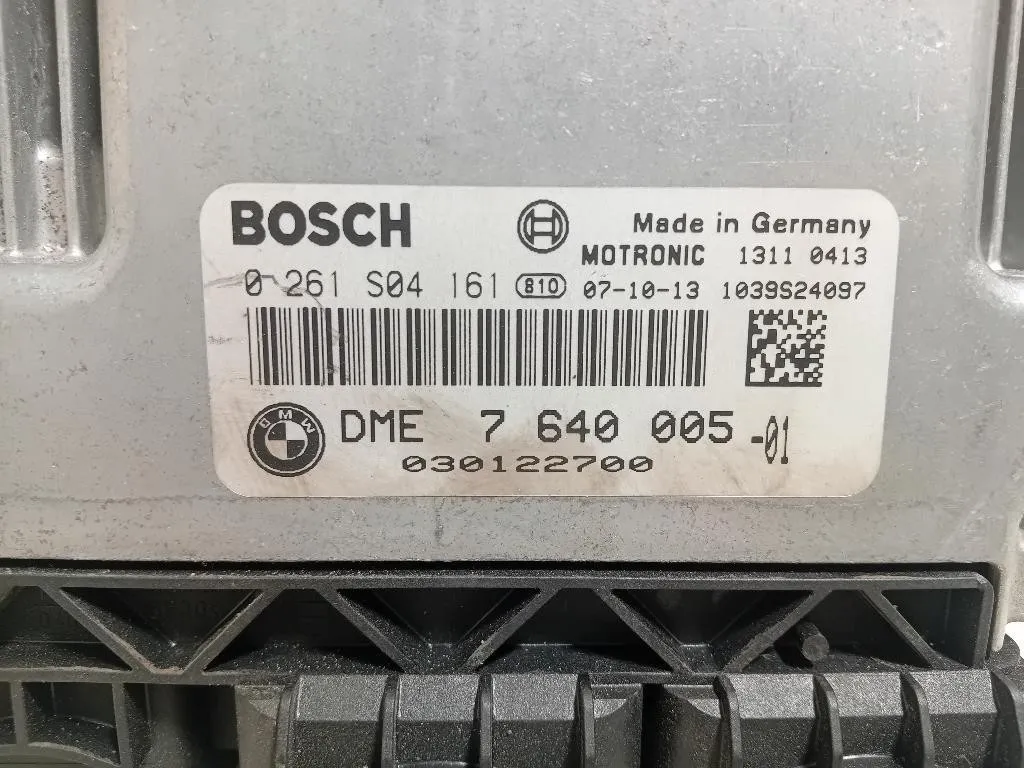 BOSCH Made in Germany
MOTRONIC 1311 0413
0 261 S04 161 810 07-10-13 1039S24097
BMW DME 7 640 005 -01
030122700